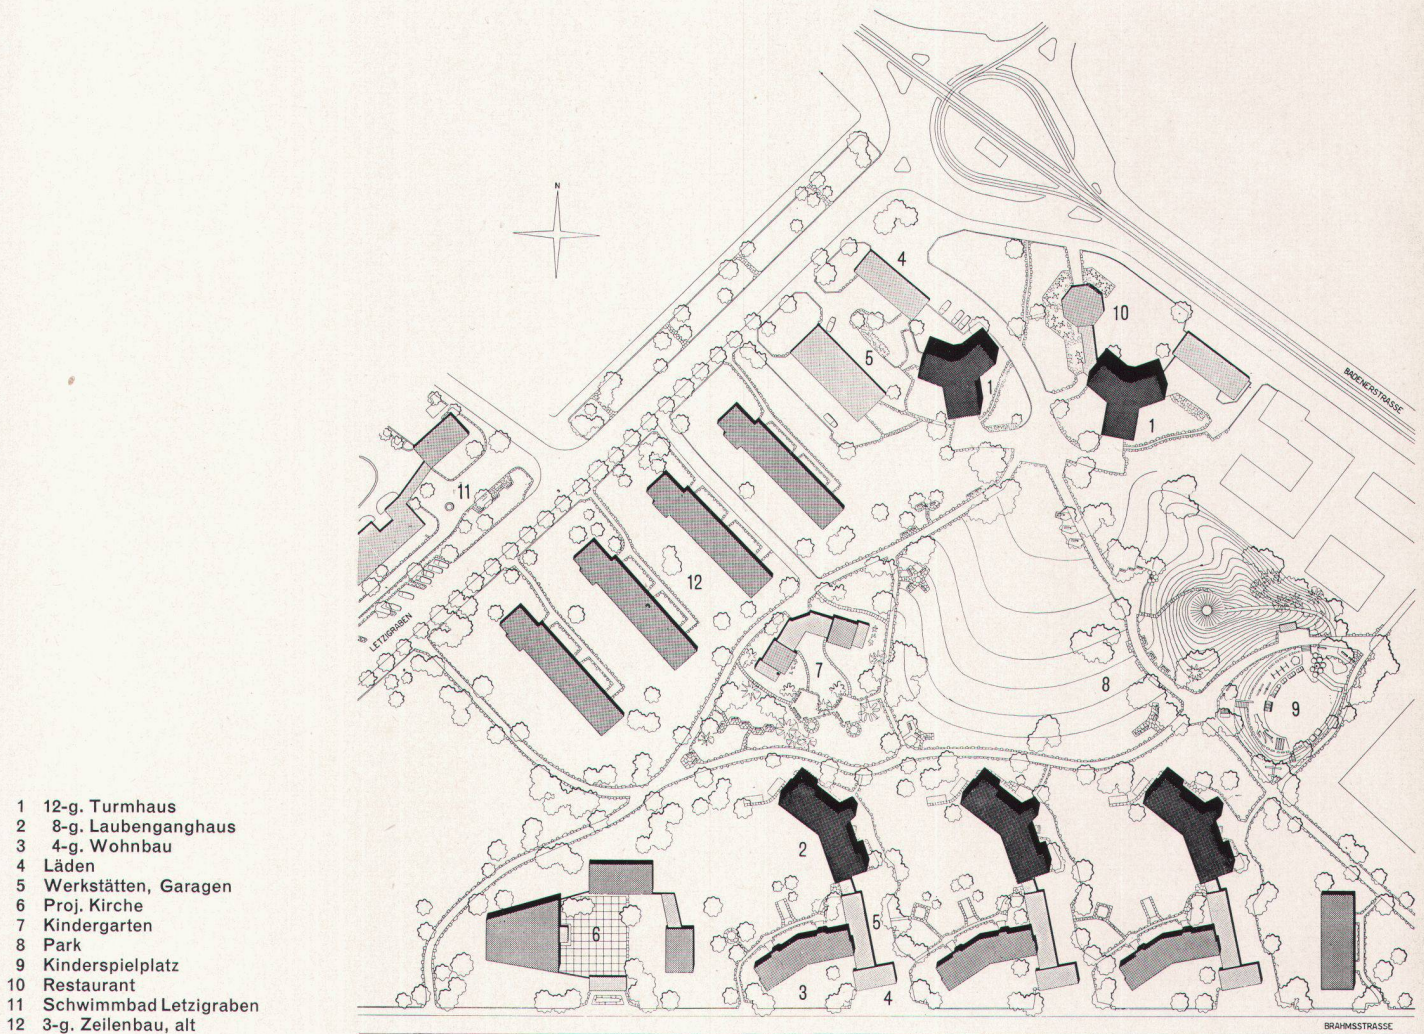 N
4
10
5
1
1
BADENERSTRASSE
11
12
LETZIGRABEN
7
8
9
2
5
6
3
4
BRAHMSSTRASSE
1 12-g. Turmhaus
2 8-g. Laubenganghaus
3 4-g. Wohnbau
4 Läden
5 Werkstätten, Garagen
6 Proj. Kirche
7 Kindergarten
8 Park
9 Kinderspielplatz
10 Restaurant
11 Schwimmbad Letzigraben
12 3-g. Zeilenbau, alt